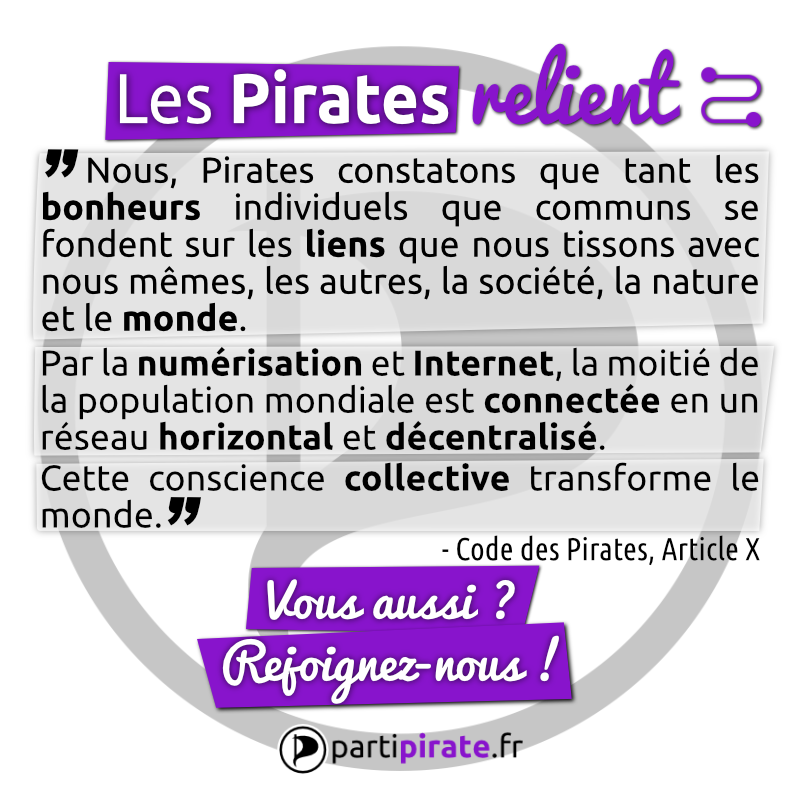 Les Pirates relient
❞ Nous, Pirates constatons que tant les
bonheurs individuels que communs se
fondent sur les liens que nous tissons avec
nous mêmes, les autres, la société, la nature
et le monde.
Par la numérisation et Internet, la moitié de
la population mondiale est connectée en un
réseau horizontal et décentralisé.
Cette conscience collective transforme le
monde.❞
- Code des Pirates, Article X
Vous aussi ?
Rejoignez-nous !
partipirate.fr